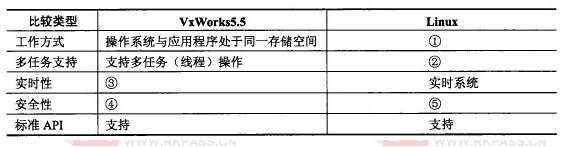 比较类型 VxWorks5.5 Linux
工作方式 操作系统与应用程序处于同一存储空间 ①
多任务支持 支持多任务（线程）操作 ②
实时性 ③ 实时系统
安全性 ④ ⑤
标准 API 支持 支持
WWW.RKPASS.CN WWW.RKPASS.CN